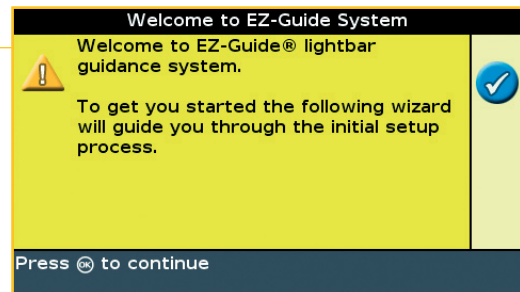 Welcome to EZ-Guide System
Welcome to EZ-Guide® lightbar
guidance system.
To get you started the following wizard
will guide you through the initial setup
process.
Press OK to continue